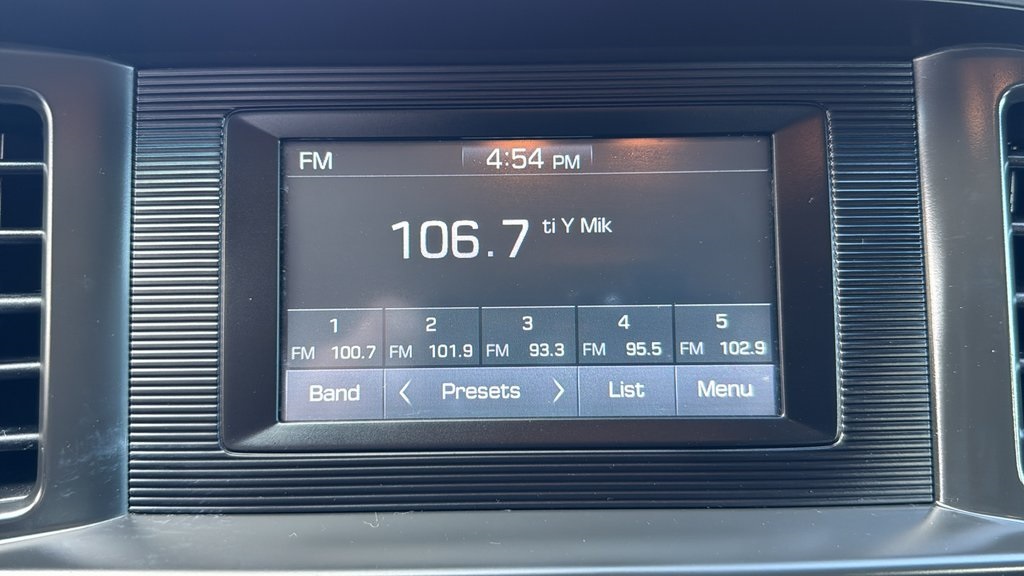 FM 4:54 PM
106.7 ti Y Mik
1 2 3 4 5
FM 100.7 FM 101.9 FM 93.3 FM 95.5 FM 102.9
Band < Presets > List Menu